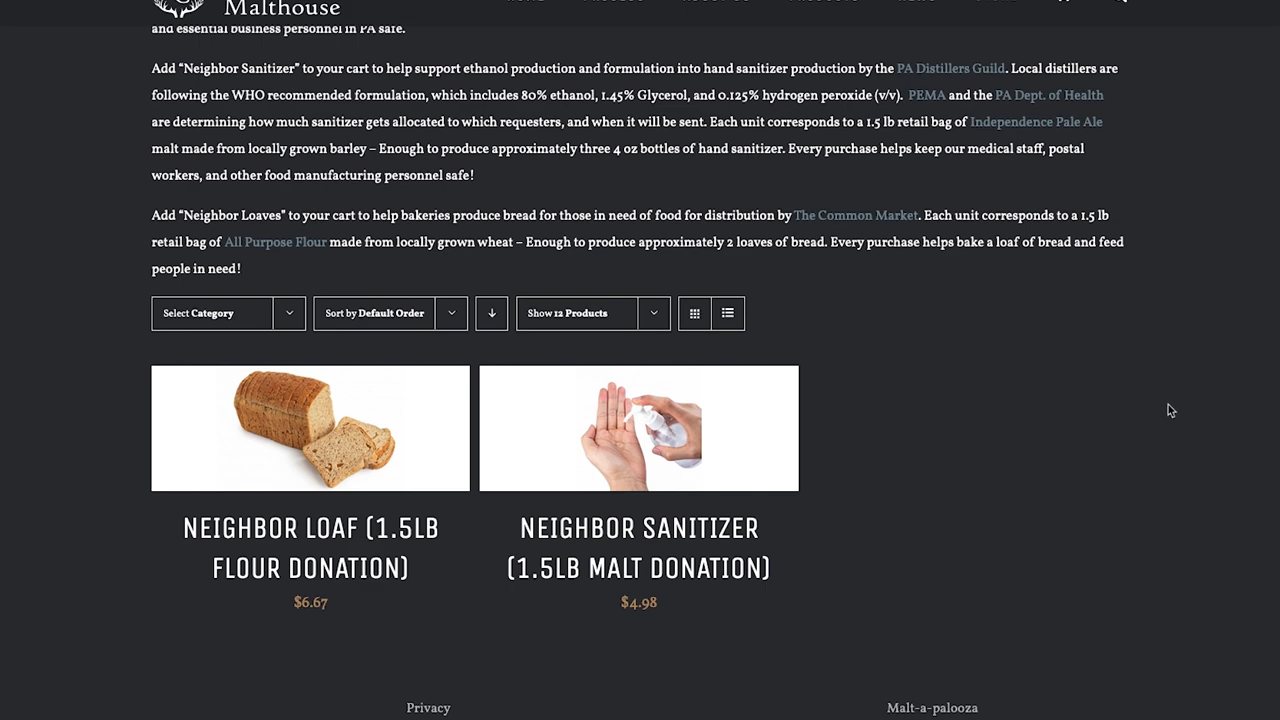 Malthouse
and essential business personnel in PA safe.
Add “Neighbor Sanitizer” to your cart to help support ethanol production and formulation into hand sanitizer production by the PA Distillers Guild. Local distillers are
following the WHO recommended formulation, which includes 80% ethanol, 1.45% Glycerol, and 0.125% hydrogen peroxide (v/v). PEMA and the PA Dept. of Health
are determining how much sanitizer gets allocated to which requesters, and when it will be sent. Each unit corresponds to a 1.5 lb retail bag of Independence Pale Ale
malt made from locally grown barley – Enough to produce approximately three 4 oz bottles of hand sanitizer. Every purchase helps keep our medical staff, postal
workers, and other food manufacturing personnel safe!
Add “Neighbor Loaves” to your cart to help bakeries produce bread for those in need of food for distribution by The Common Market. Each unit corresponds to a 1.5 lb
retail bag of All Purpose Flour made from locally grown wheat – Enough to produce approximately 2 loaves of bread. Every purchase helps bake a loaf of bread and feed
people in need!
Select Category
Sort by Default Order
Show 12 Products
NEIGHBOR LOAF (1.5LB
FLOUR DONATION)
$6.67
NEIGHBOR SANITIZER
(1.5LB MALT DONATION)
$4.98
Privacy
Malt-a-palooza